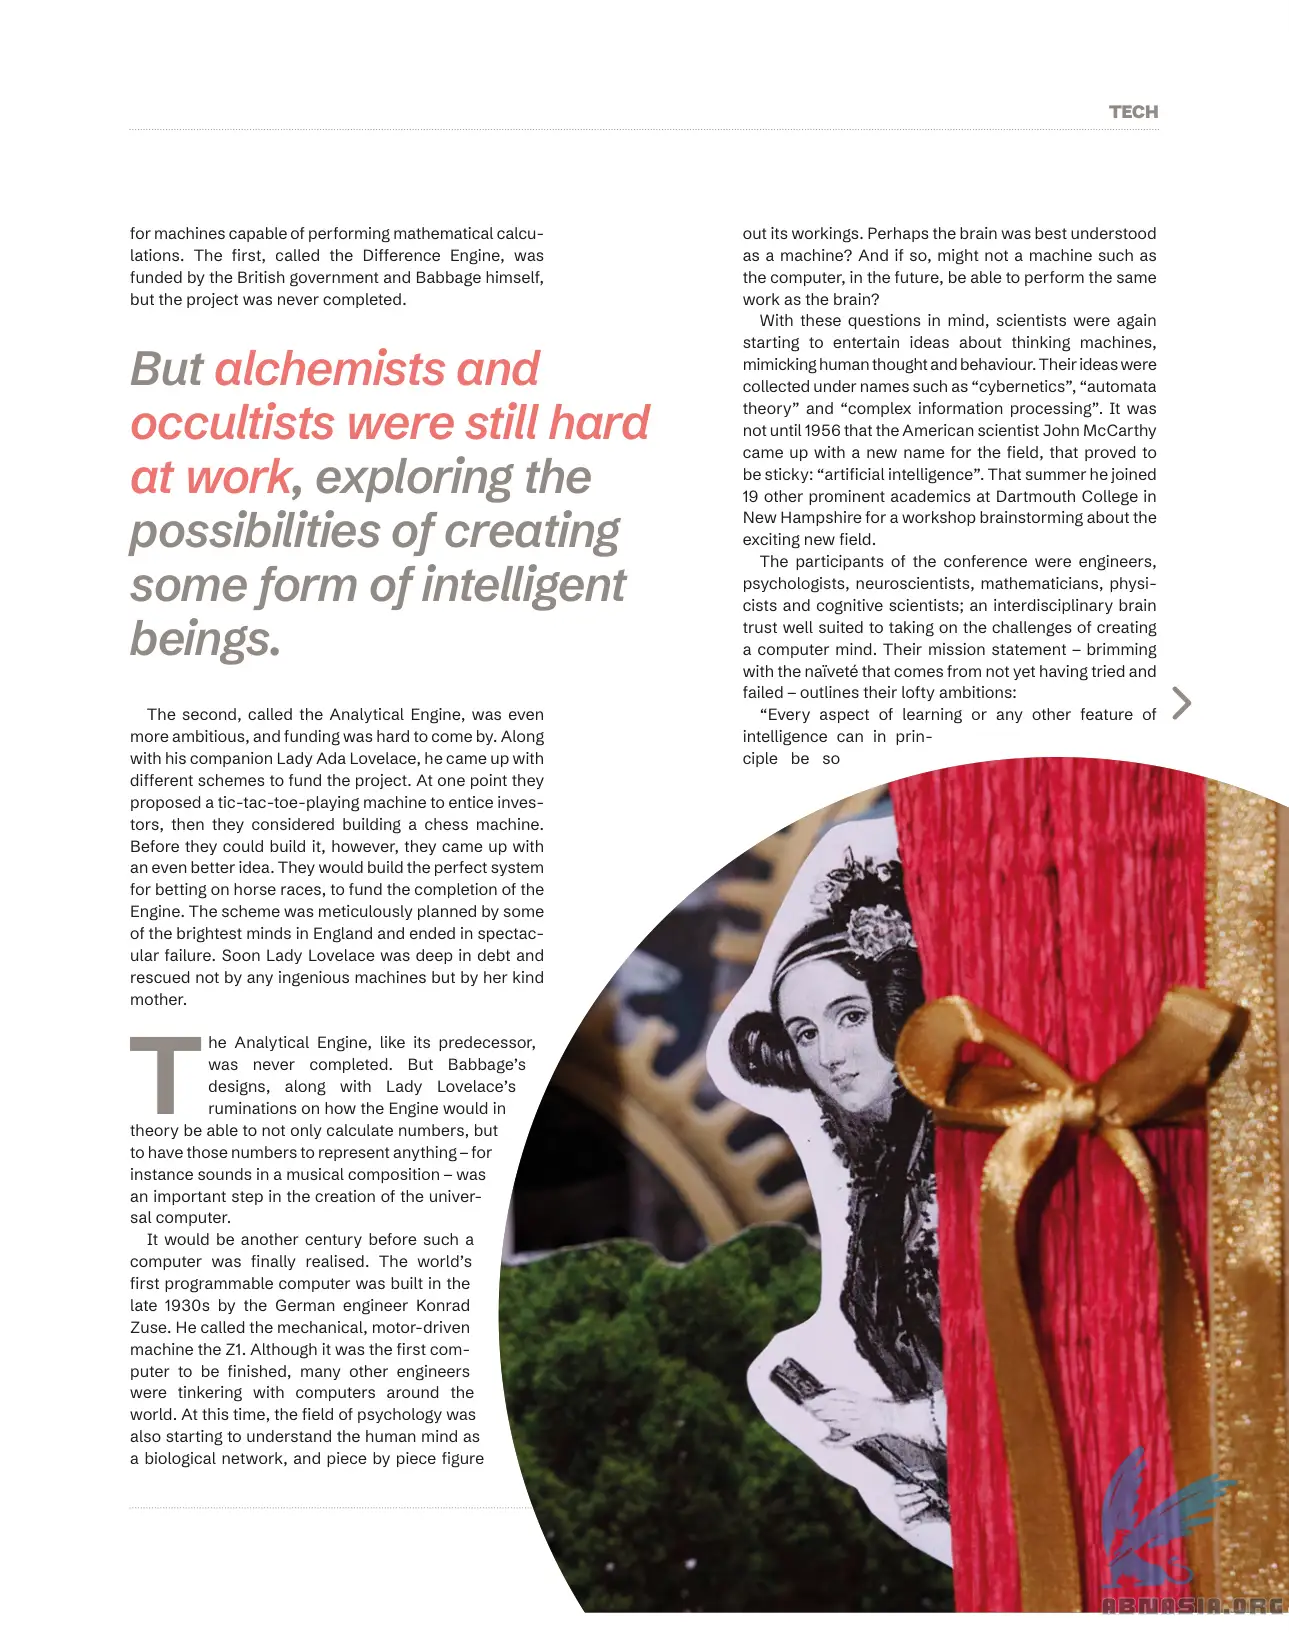 TECH
for machines capable of performing mathematical calcu-
lations. The first, called the Difference Engine, was
funded by the British government and Babbage himself,
but the project was never completed.
But alchemists and
occultists were still hard
at work, exploring the
possibilities of creating
some form of intelligent
beings.
The second, called the Analytical Engine, was even
more ambitious, and funding was hard to come by. Along
with his companion Lady Ada Lovelace, he came up with
different schemes to fund the project. At one point they
proposed a tic-tac-toe-playing machine to entice inves-
tors, then they considered building a chess machine.
Before they could build it, however, they came up with
an even better idea. They would build the perfect system
for betting on horse races, to fund the completion of the
Engine. The scheme was meticulously planned by some
of the brightest minds in England and ended in spectac-
ular failure. Soon Lady Lovelace was deep in debt and
rescued not by any ingenious machines but by her kind
mother.
The Analytical Engine, like its predecessor,
was never completed. But Babbage’s
designs, along with Lady Lovelace’s
ruminations on how the Engine would in
theory be able to not only calculate numbers, but
to have those numbers to represent anything – for
instance sounds in a musical composition – was
an important step in the creation of the univer-
sal computer.
It would be another century before such a
computer was finally realised. The world’s
first programmable computer was built in the
late 1930s by the German engineer Konrad
Zuse. He called the mechanical, motor-driven
machine the Z1. Although it was the first com-
puter to be finished, many other engineers
were tinkering with computers around the
world. At this time, the field of psychology was
also starting to understand the human mind as
a biological network, and piece by piece figure
out its workings. Perhaps the brain was best understood
as a machine? And if so, might not a machine such as
the computer, in the future, be able to perform the same
work as the brain?
With these questions in mind, scientists were again
starting to entertain ideas about thinking machines,
mimicking human thought and behaviour. Their ideas were
collected under names such as “cybernetics”, “automata
theory” and “complex information processing”. It was
not until 1956 that the American scientist John McCarthy
came up with a new name for the field, that proved to
be sticky: “artificial intelligence”. That summer he joined
19 other prominent academics at Dartmouth College in
New Hampshire for a workshop brainstorming about the
exciting new field.
The participants of the conference were engineers,
psychologists, neuroscientists, mathematicians, physi-
cists and cognitive scientists; an interdisciplinary brain
trust well suited to taking on the challenges of creating
a computer mind. Their mission statement – brimming
with the naïveté that comes from not yet having tried and
failed – outlines their lofty ambitions:
“Every aspect of learning or any other feature of
intelligence can in prin-
ciple be so
ABNASIA.ORG